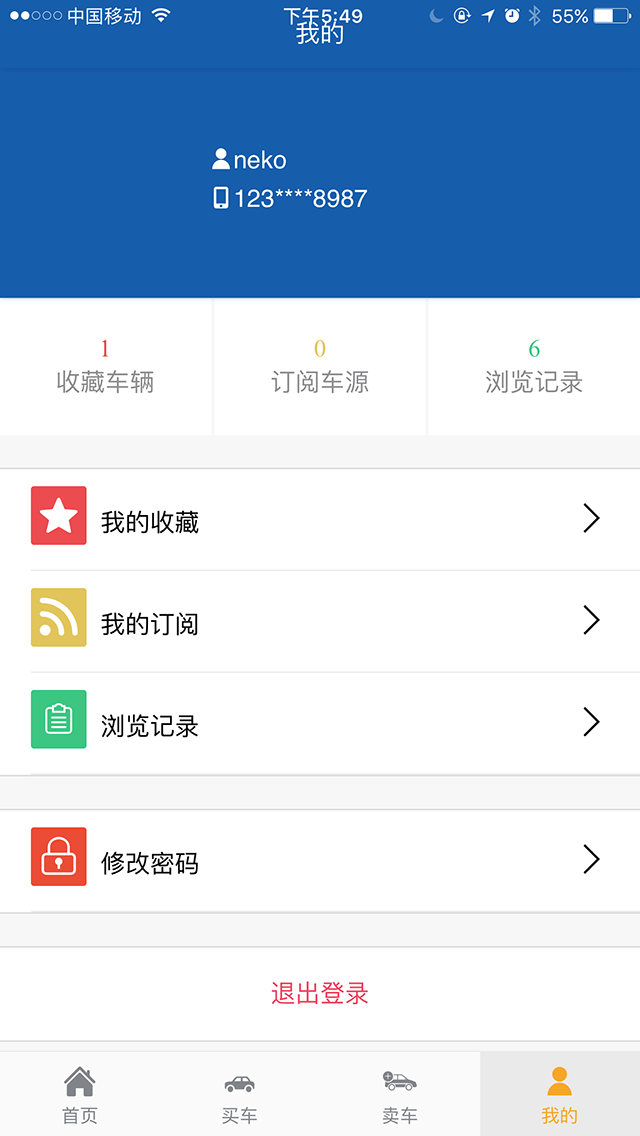 中国移动 下午5:49 55%
我的
neko
123****8987
1 0 6
收藏车辆 订阅车源 浏览记录
我的收藏
我的订阅
浏览记录
修改密码
退出登录
首页 买车 卖车 我的